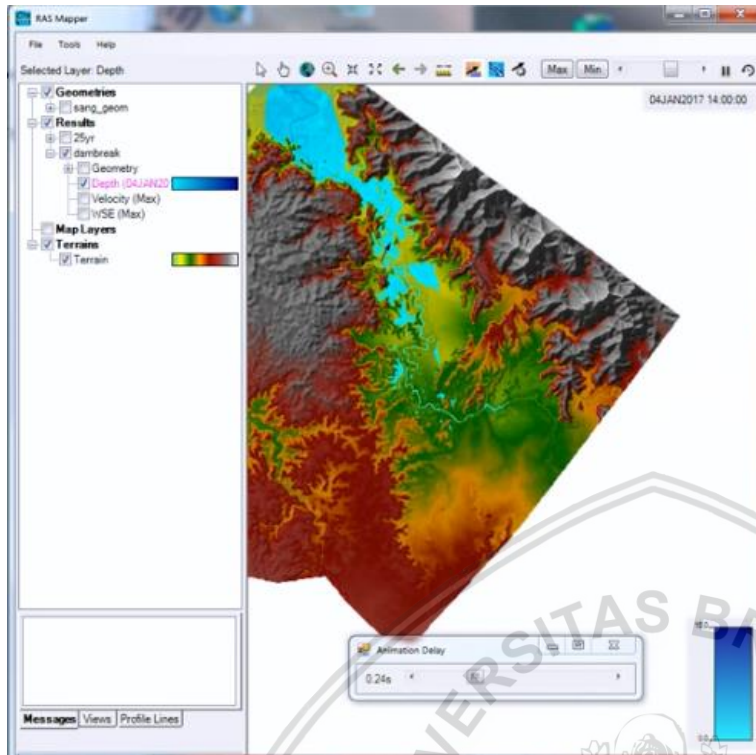 RAS Mapper
File Tools Help
Selected Layer: Depth
Max Min
Geometries
sang_geom
Results
25yr
dambreak
Geometry
Depth (04JAN20
Velocity (Max)
WSE (Max)
Map Layers
Terrains
Terrain
04JAN2017 14:00:00
Animation Delay
0.24s
Messages Views Profile Lines